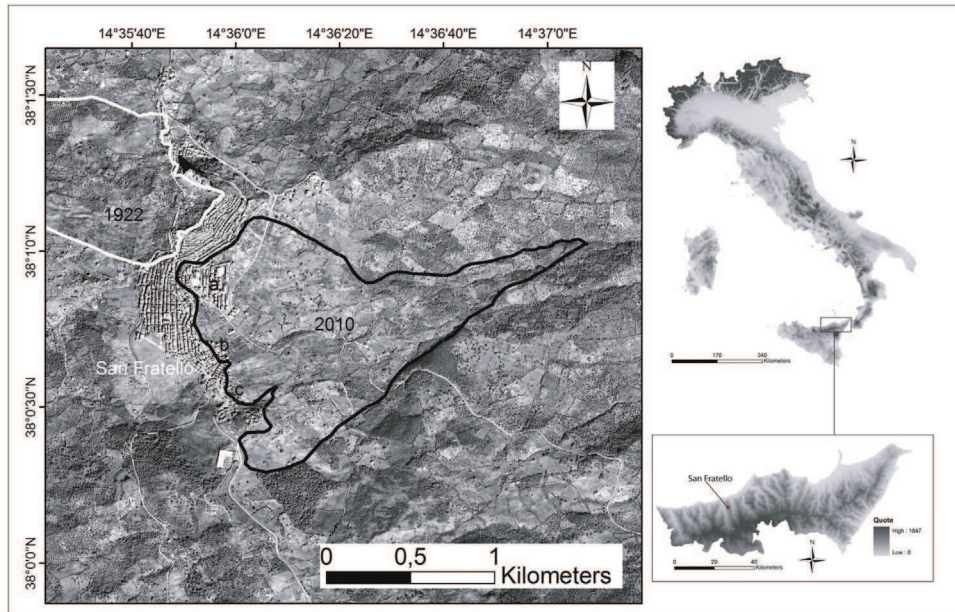 14°35'40"E 14°36'0"E 14°36'20"E 14°36'40"E 14°37'0"E
38°1'30"N
38°1'0"N
38°0'30"N
38°0'0"N
N
1922
2010
a
b
c
San Fratello
0 0,5 1
Kilometers
N
0 170 340
Kilometers
San Fratello
Quote
High : 1847
Low : 0
0 20 40
Kilometers
N